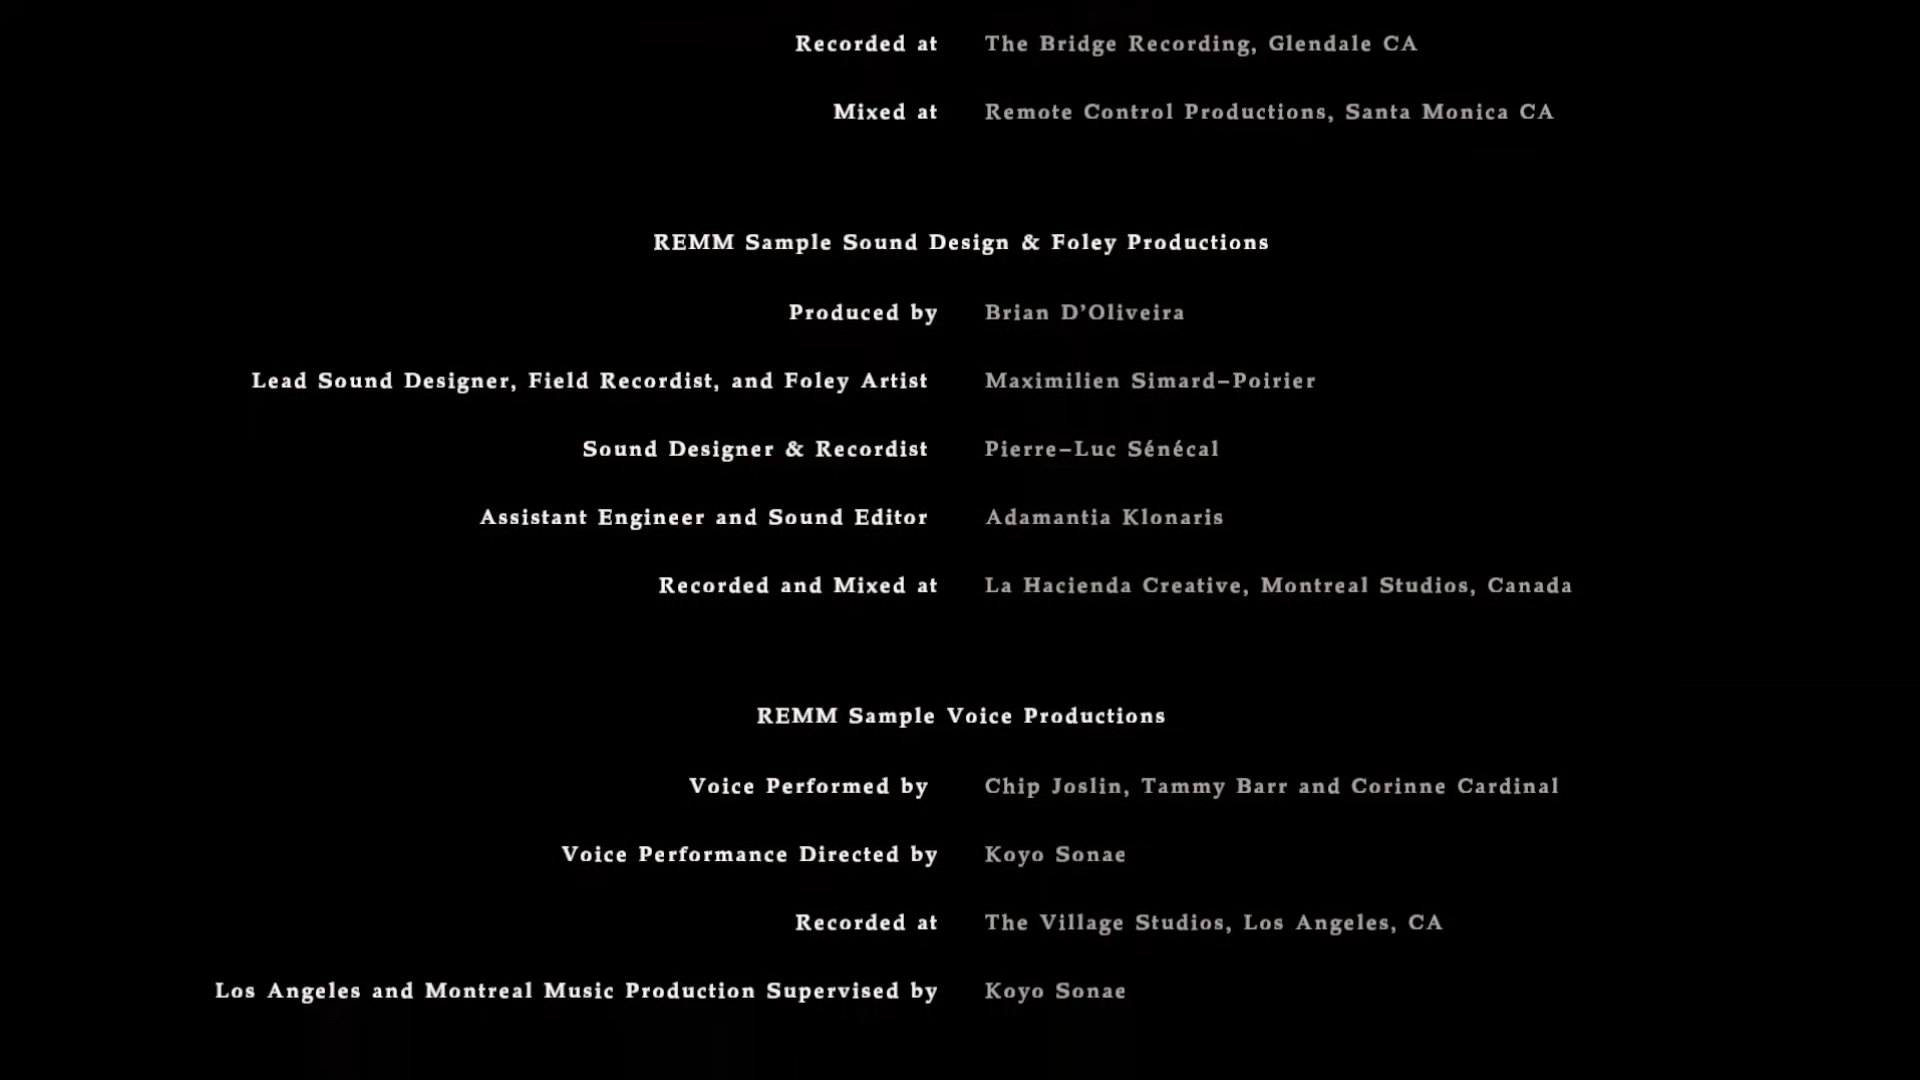 Recorded at The Bridge Recording, Glendale CA
Mixed at Remote Control Productions, Santa Monica CA
REMM Sample Sound Design & Foley Productions
Produced by Brian D’Oliveira
Lead Sound Designer, Field Recordist, and Foley Artist Maximilien Simard–Poirier
Sound Designer & Recordist Pierre–Luc Sénécal
Assistant Engineer and Sound Editor Adamantia Klonaris
Recorded and Mixed at La Hacienda Creative, Montreal Studios, Canada
REMM Sample Voice Productions
Voice Performed by Chip Joslin, Tammy Barr and Corinne Cardinal
Voice Performance Directed by Koyo Sonae
Recorded at The Village Studios, Los Angeles, CA
Los Angeles and Montreal Music Production Supervised by Koyo Sonae